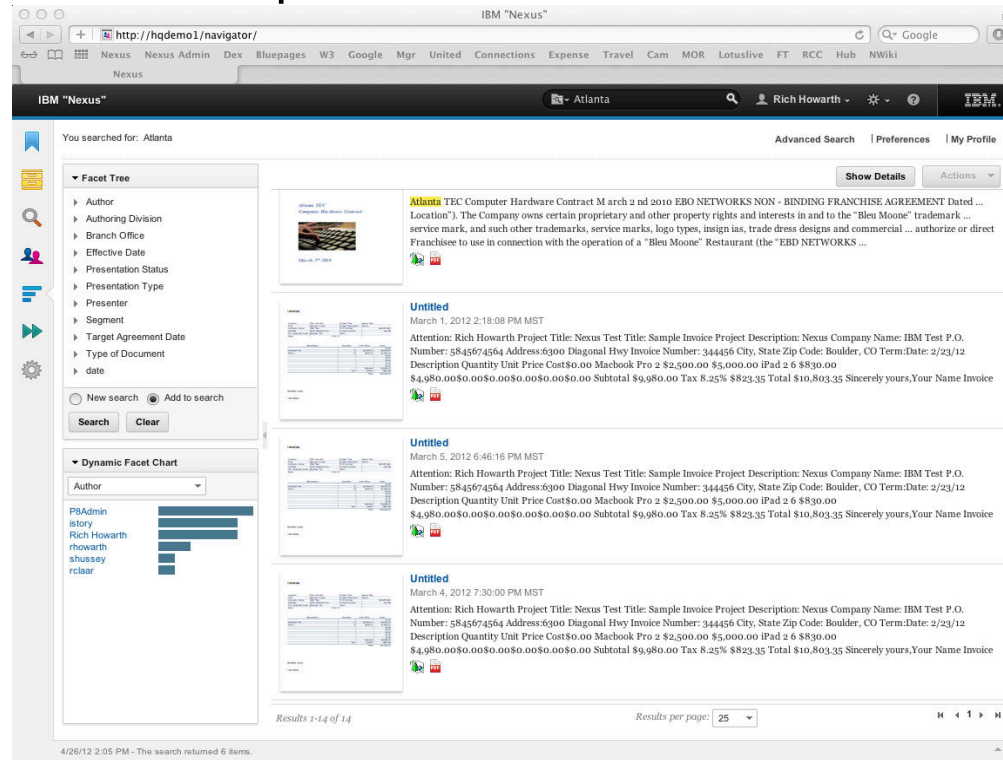 IBM "Nexus"
http://hqdemo1/navigator/
Google
Nexus Nexus Admin Dex Bluepages W3 Google Mgr United Connections Expense Travel Cam MOR Lotuslive FT RCC Hub NWiki
Nexus
IBM "Nexus"
Atlanta
Rich Howarth
IBM.
You searched for: Atlanta
Advanced Search | Preferences | My Profile
Facet Tree
Author
Authoring Division
Branch Office
Effective Date
Presentation Status
Presentation Type
Presenter
Segment
Target Agreement Date
Type of Document
date
New search Add to search
Search Clear
Dynamic Facet Chart
Author
P8Admin
istory
Rich Howarth
rhowarth
shussey
rclaar
Show Details Actions
Atlanta TEC
Computer Hardware Contract
March 2nd 2010
Atlanta TEC Computer Hardware Contract M arch 2 nd 2010 EBO NETWORKS NON - BINDING FRANCHISE AGREEMENT Dated ...
Location"). The Company owns certain proprietary and other property rights and interests in and to the "Bleu Moone" trademark ...
service mark, and such other trademarks, service marks, logo types, insign ias, trade dress designs and commercial ... authorize or direct
Franchisee to use in connection with the operation of a "Bleu Moone" Restaurant (the "EBD NETWORKS ...
Untitled
March 1, 2012 2:18:08 PM MST
Attention: Rich Howarth Project Title: Nexus Test Title: Sample Invoice Project Description: Nexus Company Name: IBM Test P.O.
Number: 5845674564 Address:6300 Diagonal Hwy Invoice Number: 344456 City, State Zip Code: Boulder, CO Term:Date: 2/23/12
Description Quantity Unit Price Cost$0.00 Macbook Pro 2 $2,500.00 $5,000.00 iPad 2 6 $830.00
$4,980.00$0.00$0.00$0.00$0.00$0.00 Subtotal $9,980.00 Tax 8.25% $823.35 Total $10,803.35 Sincerely yours,Your Name Invoice
Untitled
March 5, 2012 6:46:16 PM MST
Attention: Rich Howarth Project Title: Nexus Test Title: Sample Invoice Project Description: Nexus Company Name: IBM Test P.O.
Number: 5845674564 Address:6300 Diagonal Hwy Invoice Number: 344456 City, State Zip Code: Boulder, CO Term:Date: 2/23/12
Description Quantity Unit Price Cost$0.00 Macbook Pro 2 $2,500.00 $5,000.00 iPad 2 6 $830.00
$4,980.00$0.00$0.00$0.00$0.00$0.00 Subtotal $9,980.00 Tax 8.25% $823.35 Total $10,803.35 Sincerely yours,Your Name Invoice
Untitled
March 4, 2012 7:30:00 PM MST
Attention: Rich Howarth Project Title: Nexus Test Title: Sample Invoice Project Description: Nexus Company Name: IBM Test P.O.
Number: 5845674564 Address:6300 Diagonal Hwy Invoice Number: 344456 City, State Zip Code: Boulder, CO Term:Date: 2/23/12
Description Quantity Unit Price Cost$0.00 Macbook Pro 2 $2,500.00 $5,000.00 iPad 2 6 $830.00
$4,980.00$0.00$0.00$0.00$0.00$0.00 Subtotal $9,980.00 Tax 8.25% $823.35 Total $10,803.35 Sincerely yours,Your Name Invoice
Results 1-14 of 14
Results per page: 25
1
4/26/12 2:05 PM - The search returned 6 items.